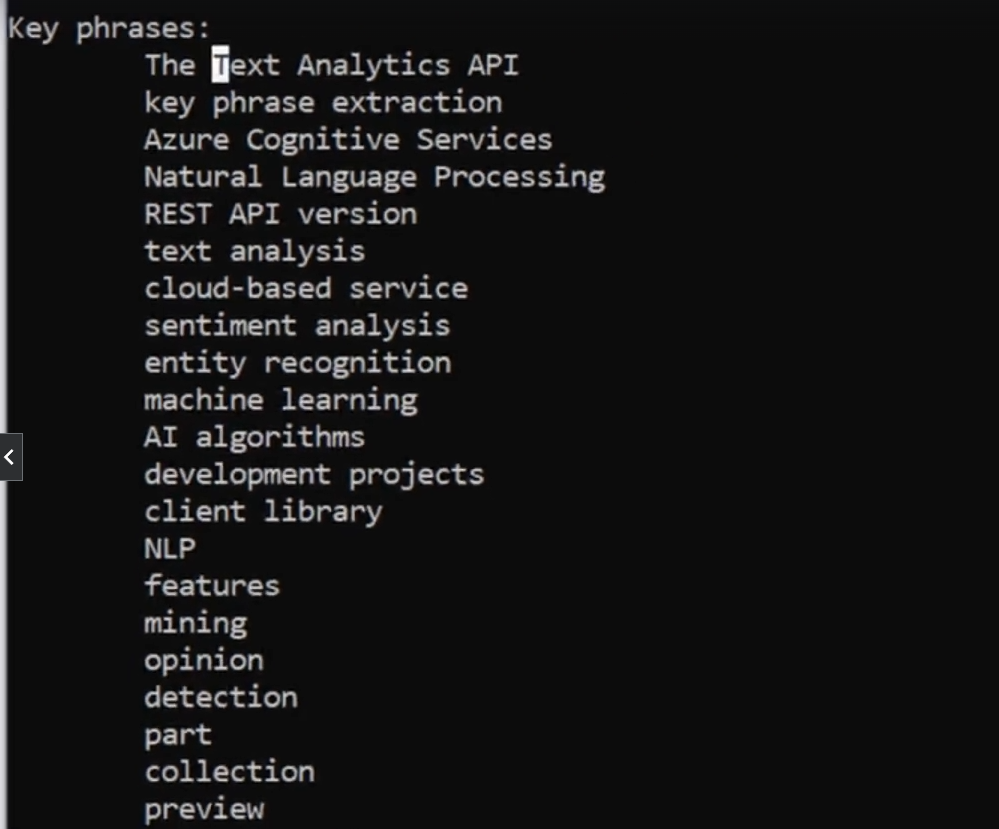 Key phrases:
The Text Analytics API
key phrase extraction
Azure Cognitive Services
Natural Language Processing
REST API version
text analysis
cloud-based service
sentiment analysis
entity recognition
machine learning
AI algorithms
development projects
client library
NLP
features
mining
opinion
detection
part
collection
preview